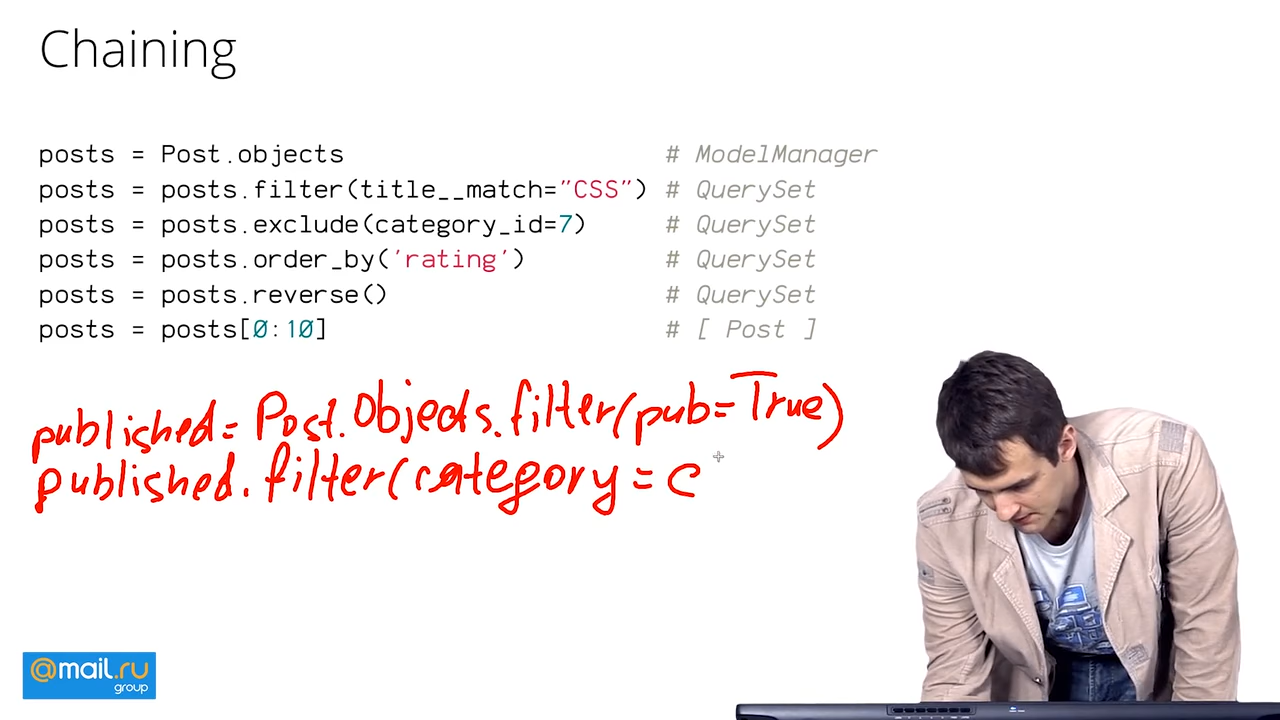 Chaining
posts = Post.objects # ModelManager
posts = posts.filter(title__match="CSS") # QuerySet
posts = posts.exclude(category_id=7) # QuerySet
posts = posts.order_by('rating') # QuerySet
posts = posts.reverse() # QuerySet
posts = posts[0:10] # [ Post ]
published= Post.Objects.filter(pub=True)
published.filter(category=c
@mail.ru
group